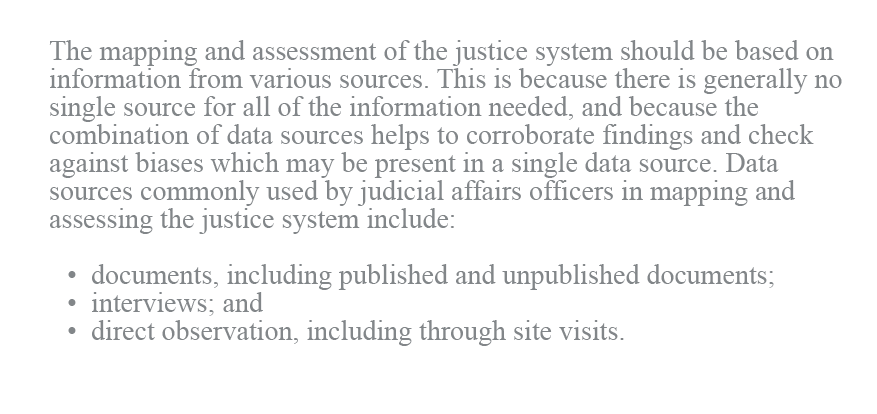 The mapping and assessment of the justice system should be based on
information from various sources. This is because there is generally no
single source for all of the information needed, and because the
combination of data sources helps to corroborate findings and check
against biases which may be present in a single data source. Data
sources commonly used by judicial affairs officers in mapping and
assessing the justice system include:
• documents, including published and unpublished documents;
• interviews; and
• direct observation, including through site visits.